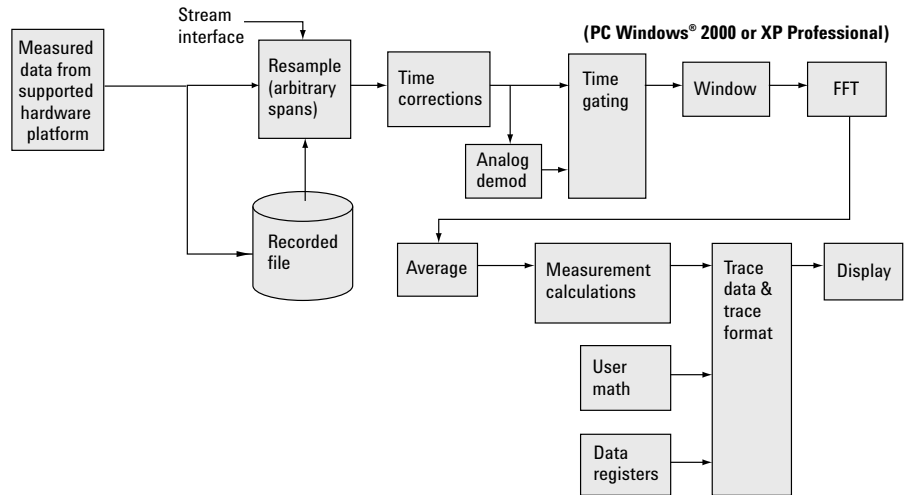 Stream
interface
(PC Windows® 2000 or XP Professional)
Measured
data from
supported
hardware
platform
Resample
(arbitrary
spans)
Time
corrections
Time
gating
Window
FFT
Analog
demod
Recorded
file
Average
Measurement
calculations
Trace
data &
trace
format
Display
User
math
Data
registers